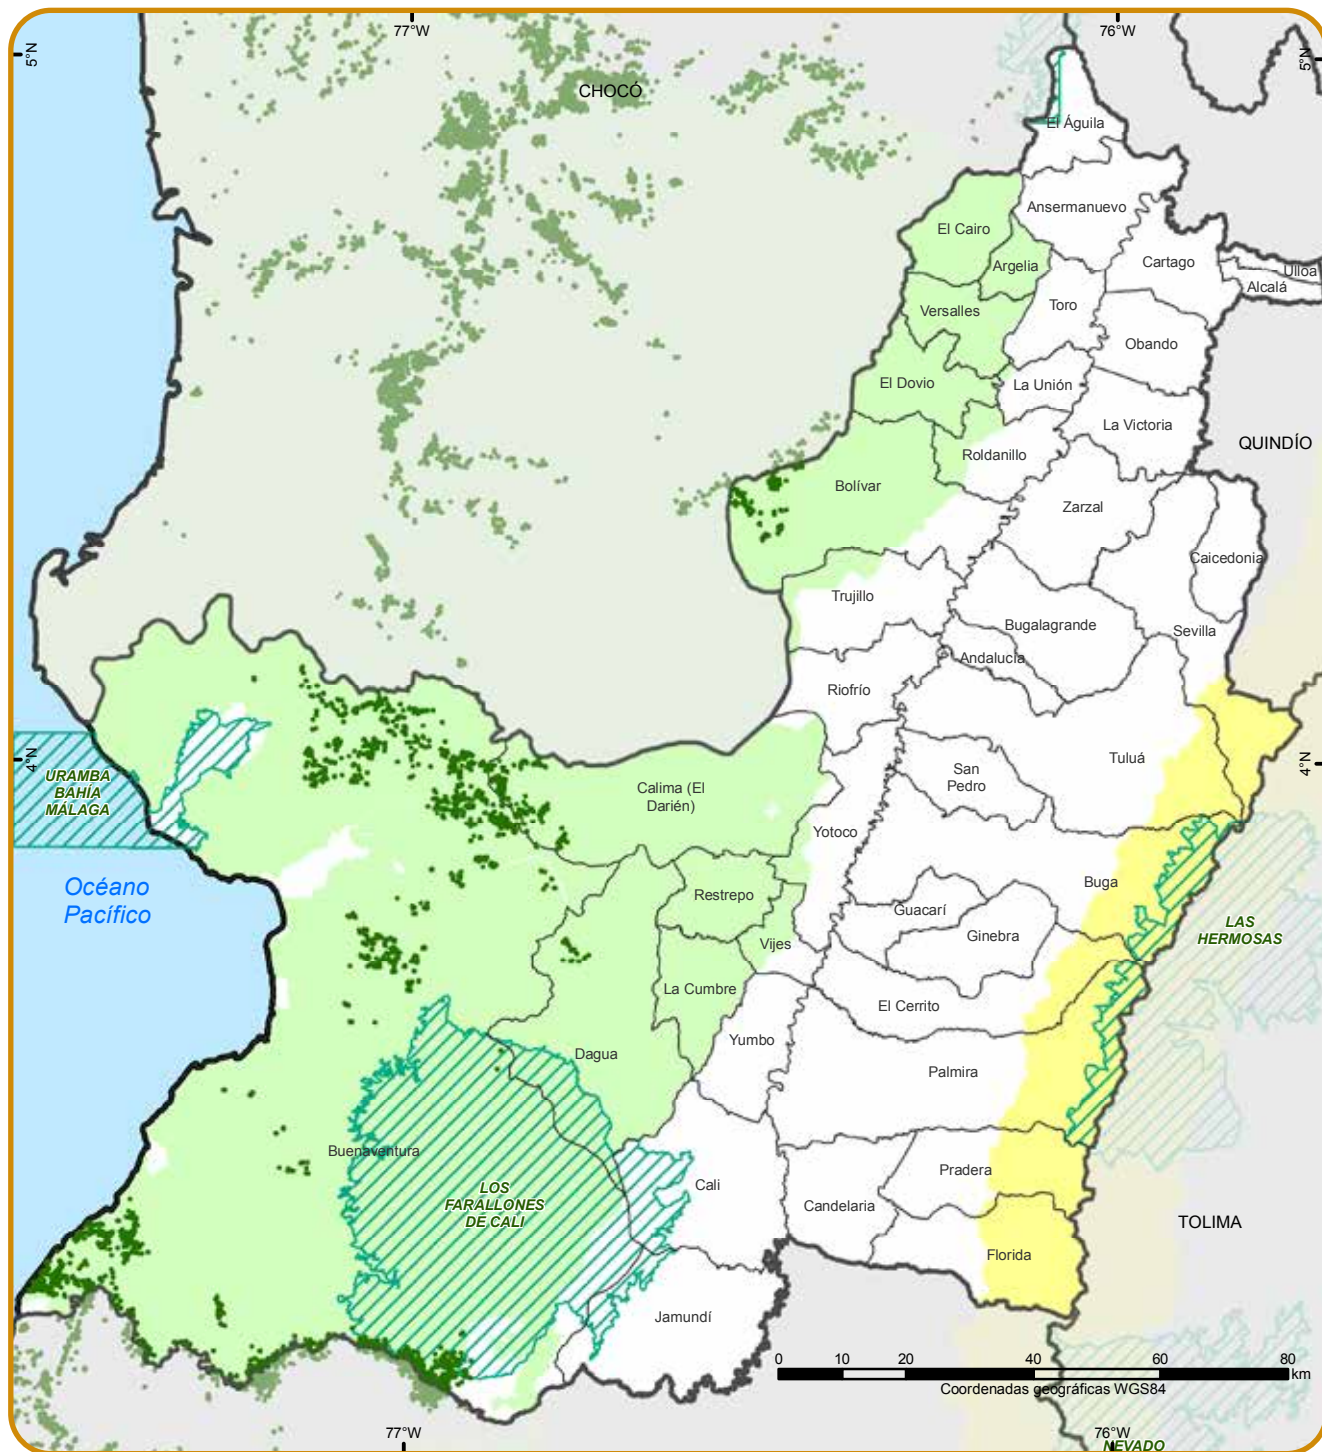 77°W
76°W
5°N
5°N
CHOCÓ
El Águila
Ansermanuevo
El Cairo
Argelia
Cartago
Ulloa
Alcalá
Versalles
Toro
Obando
El Dovio
La Unión
La Victoria
QUINDÍO
Roldanillo
Bolívar
Zarzal
Caicedonia
Trujillo
Bugalagrande
Sevilla
Andalucía
Riofrío
4°N
4°N
URAMBA
BAHÍA
MÁLAGA
Tuluá
San
Pedro
Calima (El
Darién)
Yotoco
Océano
Pacífico
Restrepo
Buga
Guacarí
Ginebra
LAS
HERMOSAS
Vijes
La Cumbre
El Cerrito
Yumbo
Dagua
Palmira
Buenaventura
Pradera
LOS
FARALLONES
DE CALI
Cali
Candelaria
TOLIMA
Florida
Jamundí
0 10 20 40 60 80
km
Coordenadas geográficas WGS84
77°W
76°W
NEVADO